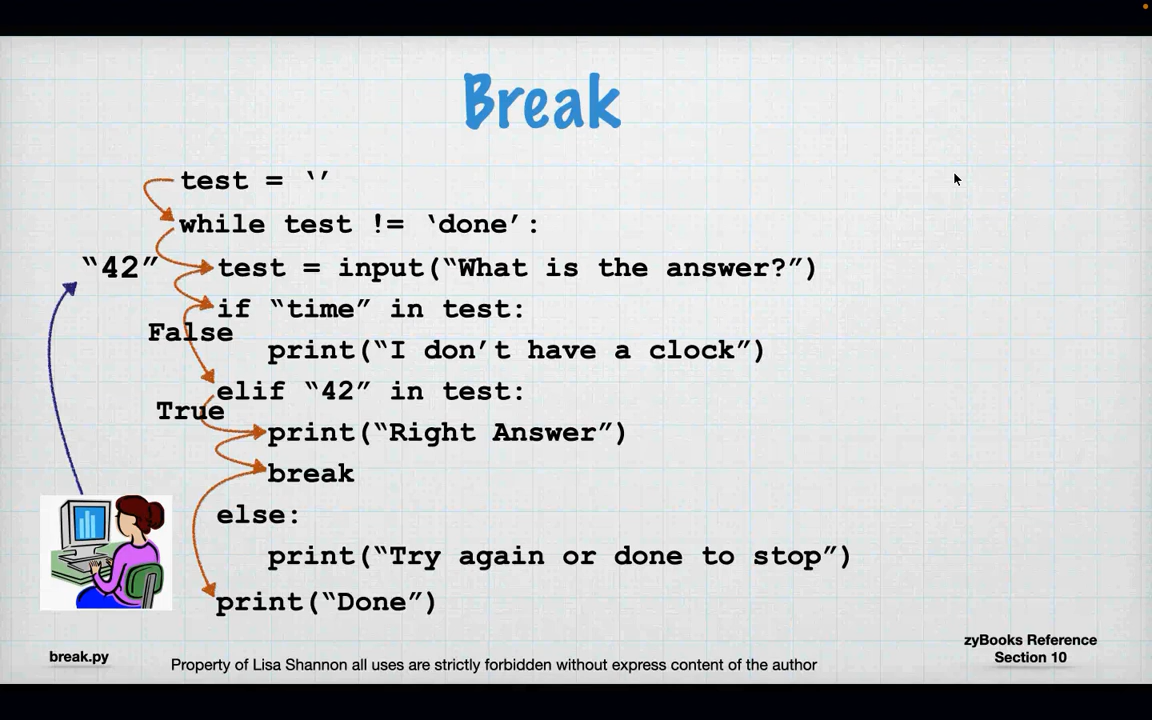 Break
test = ‘’
while test != ‘done’:
“42”
test = input(“What is the answer?”)
if “time” in test:
False
print(“I don’t have a clock”)
elif “42” in test:
True
print(“Right Answer”)
break
else:
print(“Try again or done to stop”)
print(“Done”)
zyBooks Reference
Section 10
break.py
Property of Lisa Shannon all uses are strictly forbidden without express content of the author